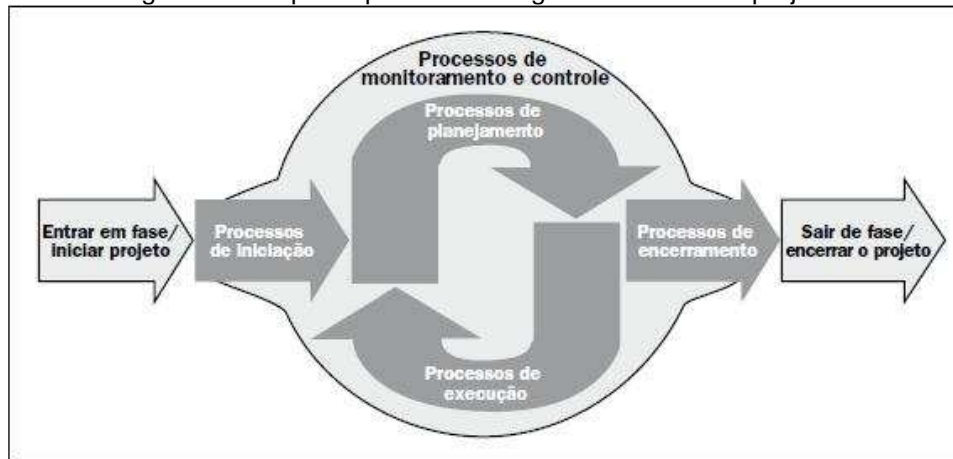 Processos de
monitoramento e controle
Processos de
planejamento
Entrar em fase/
iniciar projeto
Processos
de iniciação
Processos de
encerramento
Sair de fase/
encerrar o projeto
Processos de
execução